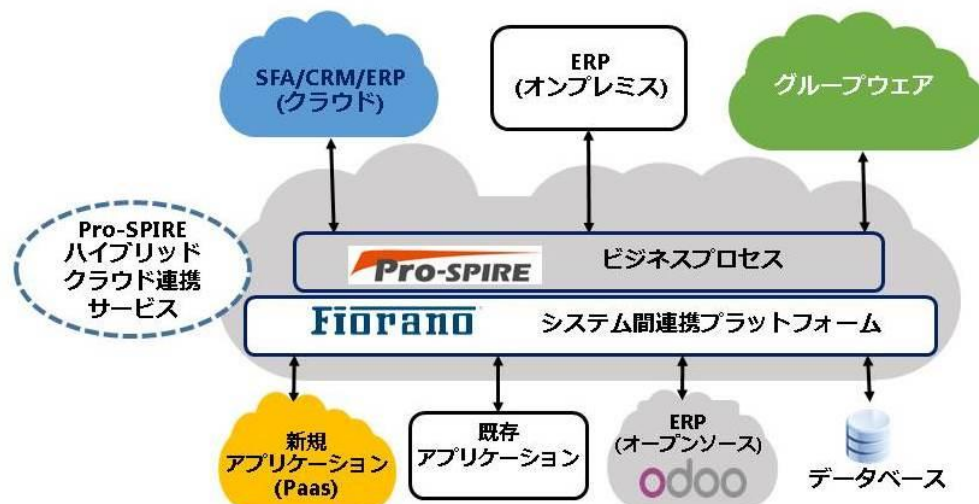 SFA/CRM/ERP
(クラウド)
ERP
(オンプレミス)
グループウェア
Pro-SPIRE
ハイブリッド
クラウド連携
サービス
Pro-SPIRE
ビジネスプロセス
Fiorano
システム間連携プラットフォーム
新規
アプリケーション
(Paas)
既存
アプリケーション
ERP
(オープンソース)
odoo
データベース